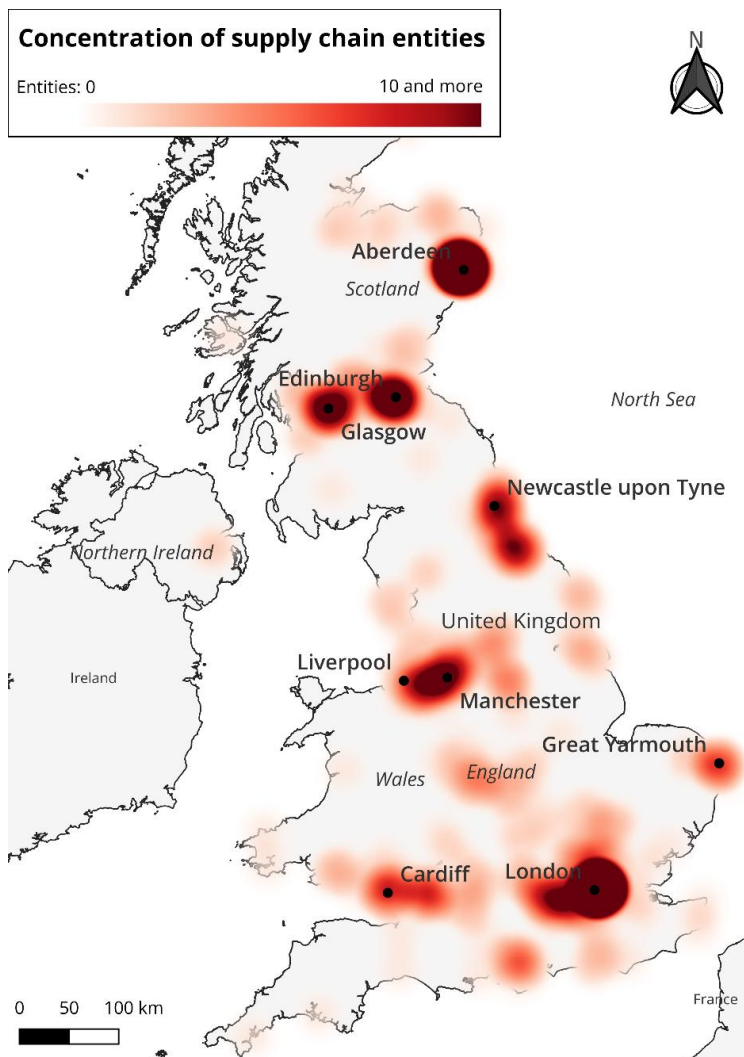 Concentration of supply chain entities
Entities: 0 10 and more
N
Aberdeen
Scotland
Edinburgh
North Sea
Glasgow
Newcastle upon Tyne
Northern Ireland
United Kingdom
Liverpool
Ireland
Manchester
Great Yarmouth
Wales
England
Cardiff
London
France
0 50 100 km